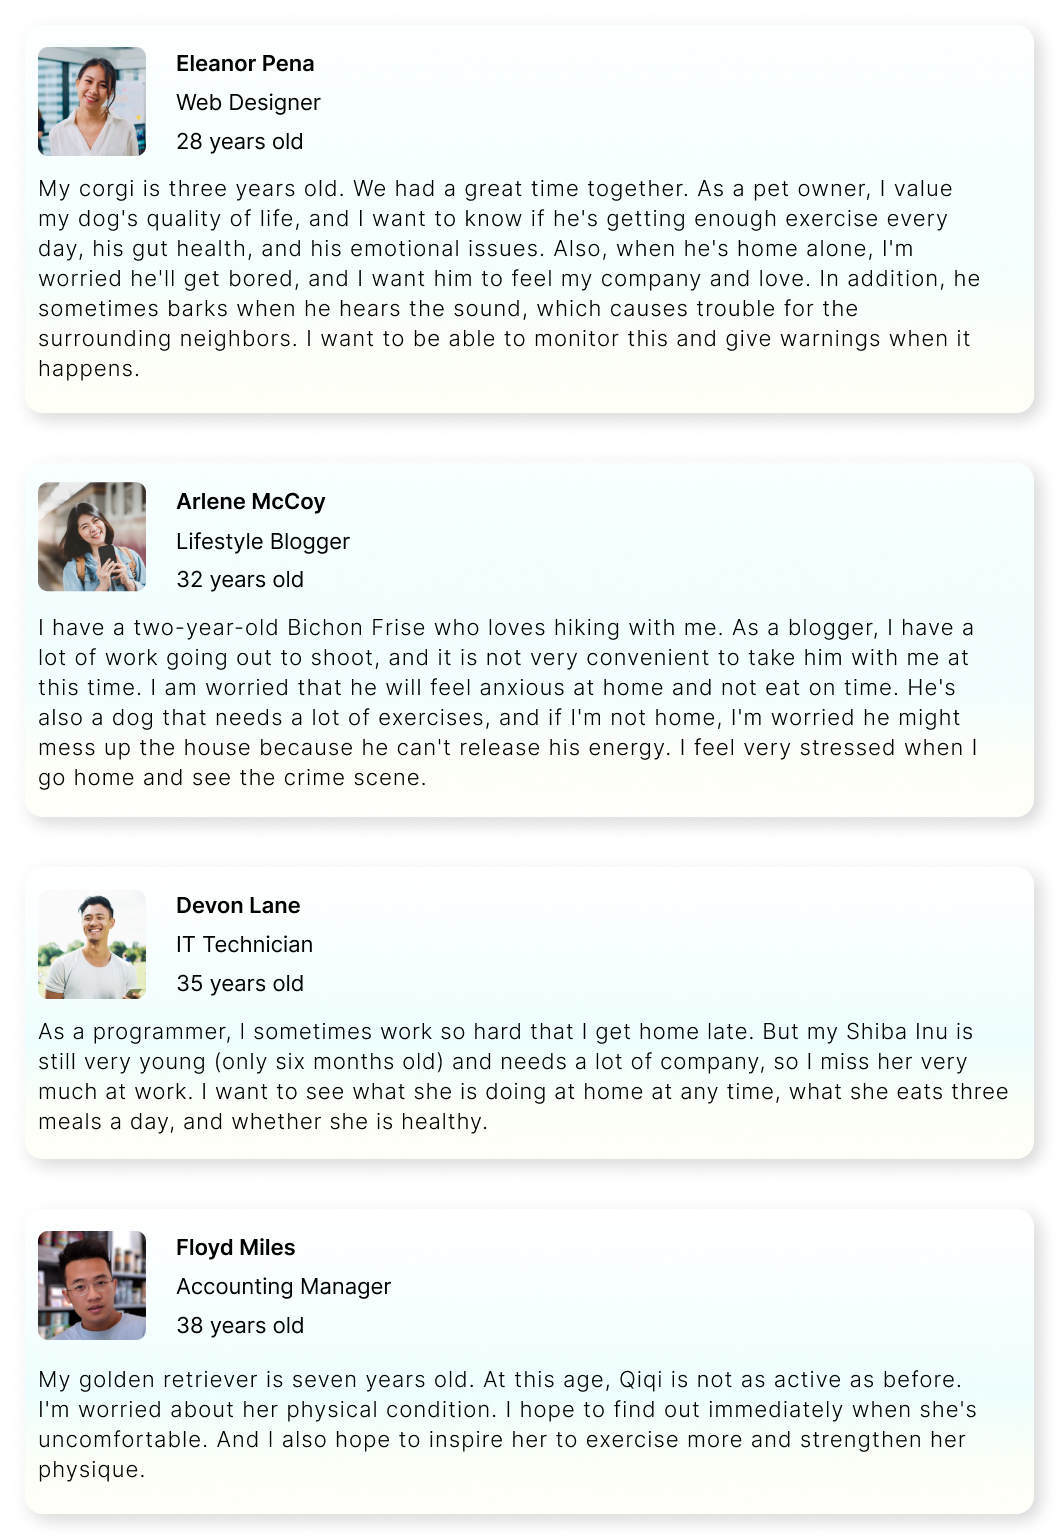 Eleanor Pena
Web Designer
28 years old
My corgi is three years old. We had a great time together. As a pet owner, I value
my dog's quality of life, and I want to know if he's getting enough exercise every
day, his gut health, and his emotional issues. Also, when he's home alone, I'm
worried he'll get bored, and I want him to feel my company and love. In addition, he
sometimes barks when he hears the sound, which causes trouble for the
surrounding neighbors. I want to be able to monitor this and give warnings when it
happens.
Arlene McCoy
Lifestyle Blogger
32 years old
I have a two-year-old Bichon Frise who loves hiking with me. As a blogger, I have a
lot of work going out to shoot, and it is not very convenient to take him with me at
this time. I am worried that he will feel anxious at home and not eat on time. He's
also a dog that needs a lot of exercises, and if I'm not home, I'm worried he might
mess up the house because he can't release his energy. I feel very stressed when I
go home and see the crime scene.
Devon Lane
IT Technician
35 years old
As a programmer, I sometimes work so hard that I get home late. But my Shiba Inu is
still very young (only six months old) and needs a lot of company, so I miss her very
much at work. I want to see what she is doing at home at any time, what she eats three
meals a day, and whether she is healthy.
Floyd Miles
Accounting Manager
38 years old
My golden retriever is seven years old. At this age, Qiqi is not as active as before.
I'm worried about her physical condition. I hope to find out immediately when she's
uncomfortable. And I also hope to inspire her to exercise more and strengthen her
physique.